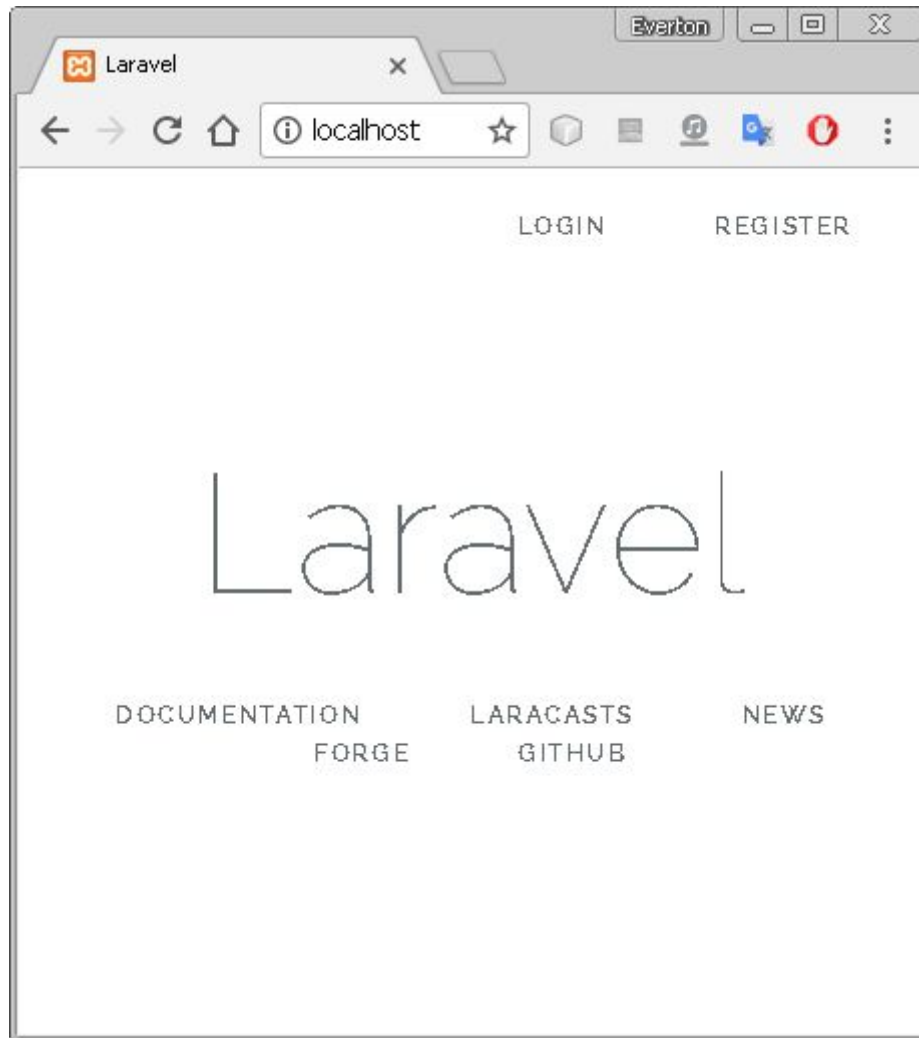 Everton
Laravel
localhost
LOGIN REGISTER
Laravel
DOCUMENTATION LARACASTS NEWS
FORGE GITHUB